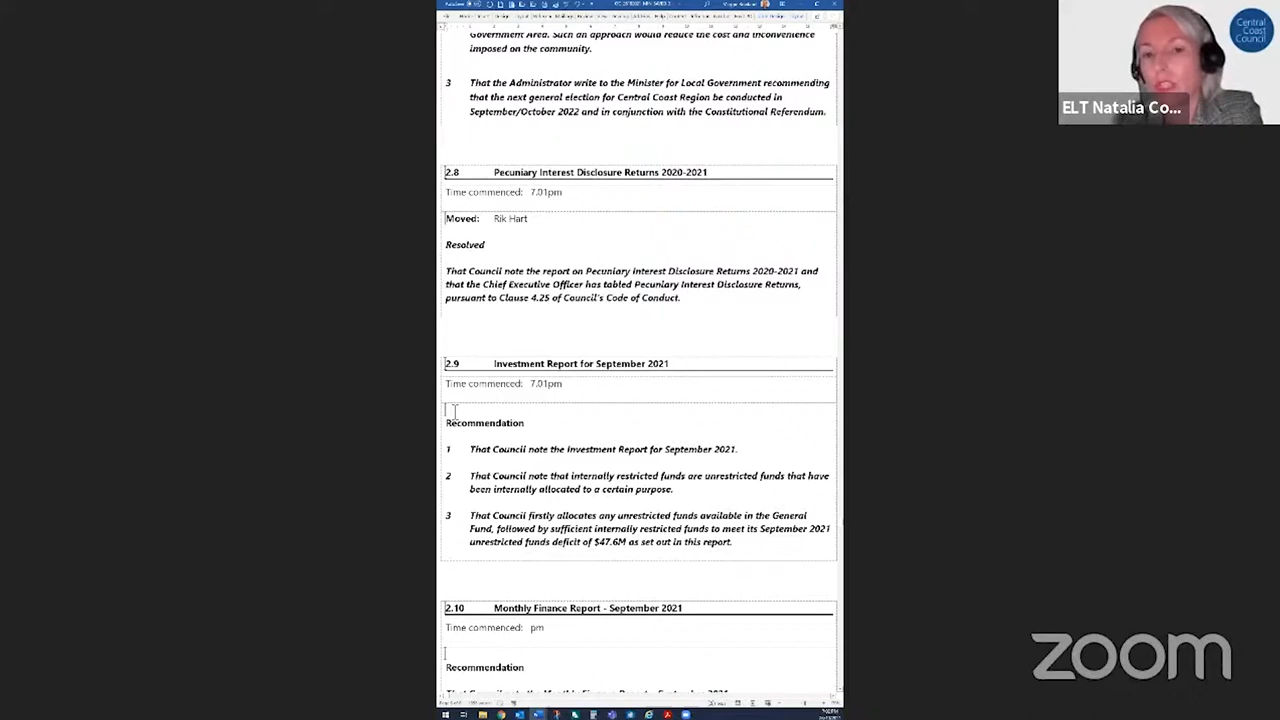 Government Area. Such an approach would reduce the cost and inconvenience
imposed on the community.
3 That the Administrator write to the Minister for Local Government recommending
that the next general election for Central Coast Region be conducted in
September/October 2022 and in conjunction with the Constitutional Referendum.
2.8 Pecuniary Interest Disclosure Returns 2020-2021
Time commenced: 7.01pm
Moved: Rik Hart
Resolved
That Council note the report on Pecuniary Interest Disclosure Returns 2020-2021 and
that the Chief Executive Officer has tabled Pecuniary Interest Disclosure Returns,
pursuant to Clause 4.25 of Council's Code of Conduct.
2.9 Investment Report for September 2021
Time commenced: 7.01pm
Recommendation
1 That Council note the Investment Report for September 2021.
2 That Council note that internally restricted funds are unrestricted funds that have
been internally allocated to a certain purpose.
3 That Council firstly allocates any unrestricted funds available in the General
Fund, followed by sufficient internally restricted funds to meet its September 2021
unrestricted funds deficit of $47.6M as set out in this report.
2.10 Monthly Finance Report - September 2021
Time commenced: pm
Recommendation
That Council note the Monthly Finance Report - September 2021
Central
Coast
Council
ELT Natalia Co...
zoom